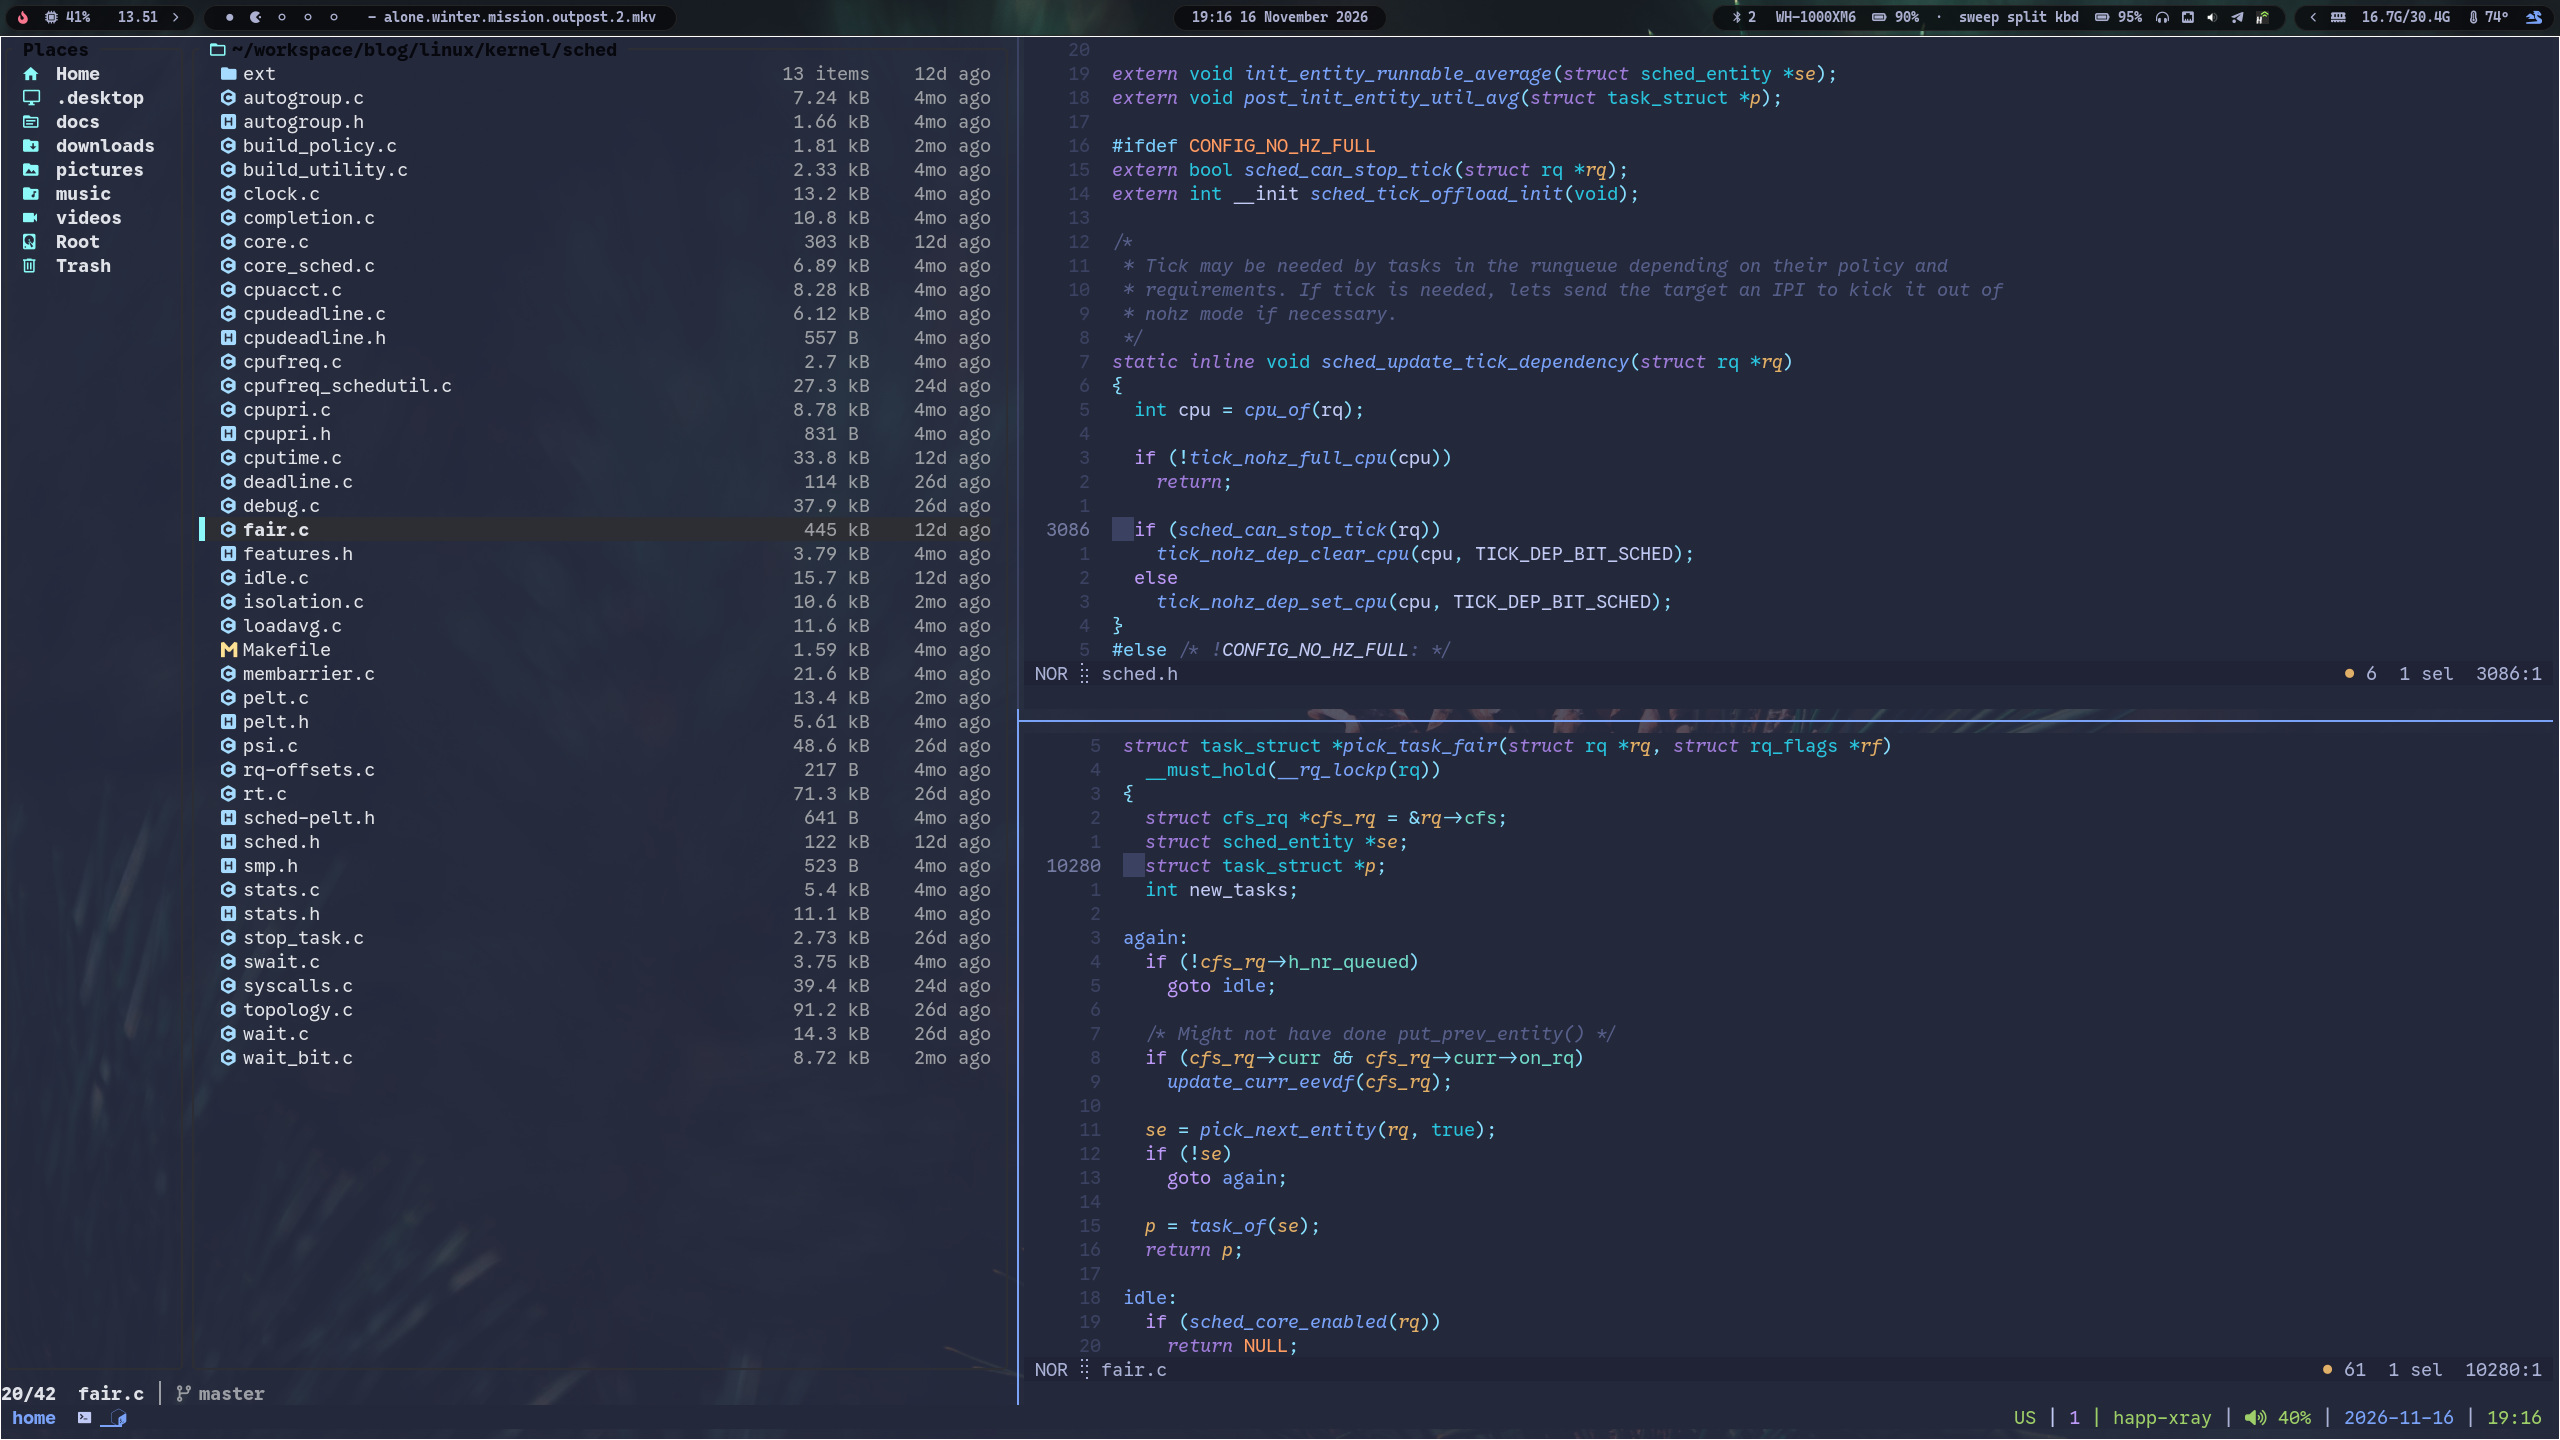 41% 13.51 > — alone.winter.mission.outpost.2.mkv 19:16 16 November 2026 2 WH-1000XM6 90% · sweep split kbd 95% < 16.7G/30.4G 74°
Places
Home
.desktop
docs
downloads
pictures
music
videos
Root
Trash
~/workspace/blog/linux/kernel/sched
ext 13 items 12d ago
autogroup.c 7.24 kB 4mo ago
autogroup.h 1.66 kB 4mo ago
build_policy.c 1.81 kB 2mo ago
build_utility.c 2.33 kB 4mo ago
clock.c 13.2 kB 4mo ago
completion.c 10.8 kB 4mo ago
core.c 303 kB 12d ago
core_sched.c 6.89 kB 4mo ago
cpuacct.c 8.28 kB 4mo ago
cpudeadline.c 6.12 kB 4mo ago
cpudeadline.h 557 B 4mo ago
cpufreq.c 2.7 kB 4mo ago
cpufreq_schedutil.c 27.3 kB 24d ago
cpupri.c 8.78 kB 4mo ago
cpupri.h 831 B 4mo ago
cputime.c 33.8 kB 12d ago
deadline.c 114 kB 26d ago
debug.c 37.9 kB 26d ago
fair.c 445 kB 12d ago
features.h 3.79 kB 4mo ago
idle.c 15.7 kB 12d ago
isolation.c 10.6 kB 2mo ago
loadavg.c 11.6 kB 4mo ago
Makefile 1.59 kB 4mo ago
membarrier.c 21.6 kB 4mo ago
pelt.c 13.4 kB 2mo ago
pelt.h 5.61 kB 4mo ago
psi.c 48.6 kB 26d ago
rq-offsets.c 217 B 4mo ago
rt.c 71.3 kB 26d ago
sched-pelt.h 641 B 4mo ago
sched.h 122 kB 12d ago
smp.h 523 B 4mo ago
stats.c 5.4 kB 4mo ago
stats.h 11.1 kB 4mo ago
stop_task.c 2.73 kB 26d ago
swait.c 3.75 kB 4mo ago
syscalls.c 39.4 kB 24d ago
topology.c 91.2 kB 26d ago
wait.c 14.3 kB 26d ago
wait_bit.c 8.72 kB 2mo ago
20/42 fair.c | master
20
19 extern void init_entity_runnable_average(struct sched_entity *se);
18 extern void post_init_entity_util_avg(struct task_struct *p);
17
16 #ifdef CONFIG_NO_HZ_FULL
15 extern bool sched_can_stop_tick(struct rq *rq);
14 extern int __init sched_tick_offload_init(void);
13
12 /*
11 * Tick may be needed by tasks in the runqueue depending on their policy and
10 * requirements. If tick is needed, lets send the target an IPI to kick it out of
9 * nohz mode if necessary.
8 */
7 static inline void sched_update_tick_dependency(struct rq *rq)
6 {
5 int cpu = cpu_of(rq);
4
3 if (!tick_nohz_full_cpu(cpu))
2 return;
1
3086 if (sched_can_stop_tick(rq))
1 tick_nohz_dep_clear_cpu(cpu, TICK_DEP_BIT_SCHED);
2 else
3 tick_nohz_dep_set_cpu(cpu, TICK_DEP_BIT_SCHED);
4 }
5 #else /* !CONFIG_NO_HZ_FULL: */
NOR sched.h ● 6 1 sel 3086:1
5 struct task_struct *pick_task_fair(struct rq *rq, struct rq_flags *rf)
4 __must_hold(__rq_lockp(rq))
3 {
2 struct cfs_rq *cfs_rq = &rq->cfs;
1 struct sched_entity *se;
10280 struct task_struct *p;
1 int new_tasks;
2
3 again:
4 if (!cfs_rq->h_nr_queued)
5 goto idle;
6
7 /* Might not have done put_prev_entity() */
8 if (cfs_rq->curr && cfs_rq->curr->on_rq)
9 update_curr_eevdf(cfs_rq);
10
11 se = pick_next_entity(rq, true);
12 if (!se)
13 goto again;
14
15 p = task_of(se);
16 return p;
17
18 idle:
19 if (sched_core_enabled(rq))
20 return NULL;
NOR fair.c ● 61 1 sel 10280:1
home US | 1 | happ-xray | 40% | 2026-11-16 | 19:16